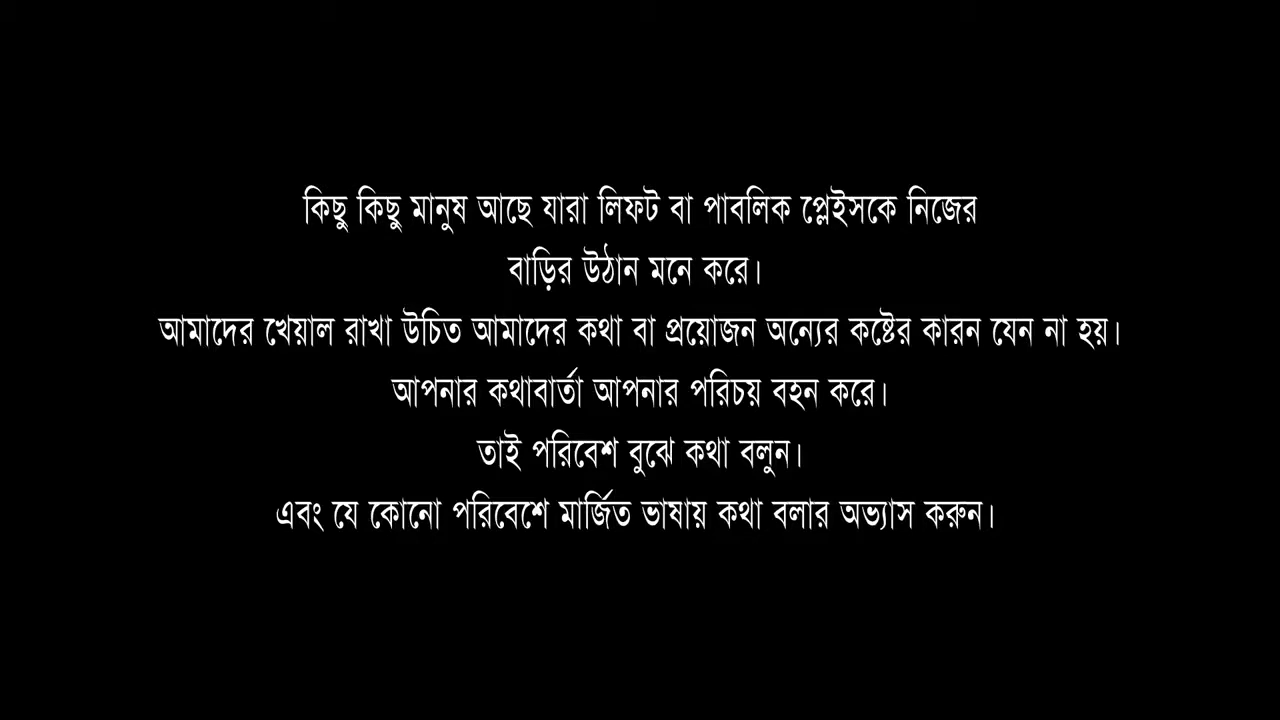 কিছু কিছু মানুষ আছে যারা লিফট বা পাবলিক প্লেইসকে নিজের
বাড়ির উঠান মনে করে।
আমাদের খেয়াল রাখা উচিত আমাদের কথা বা প্রয়োজন অন্যের কষ্টের কারন যেন না হয়।
আপনার কথাবার্তা আপনার পরিচয় বহন করে।
তাই পরিবেশ বুঝে কথা বলুন।
এবং যে কোনো পরিবেশে মার্জিত ভাষায় কথা বলার অভ্যাস করুন।